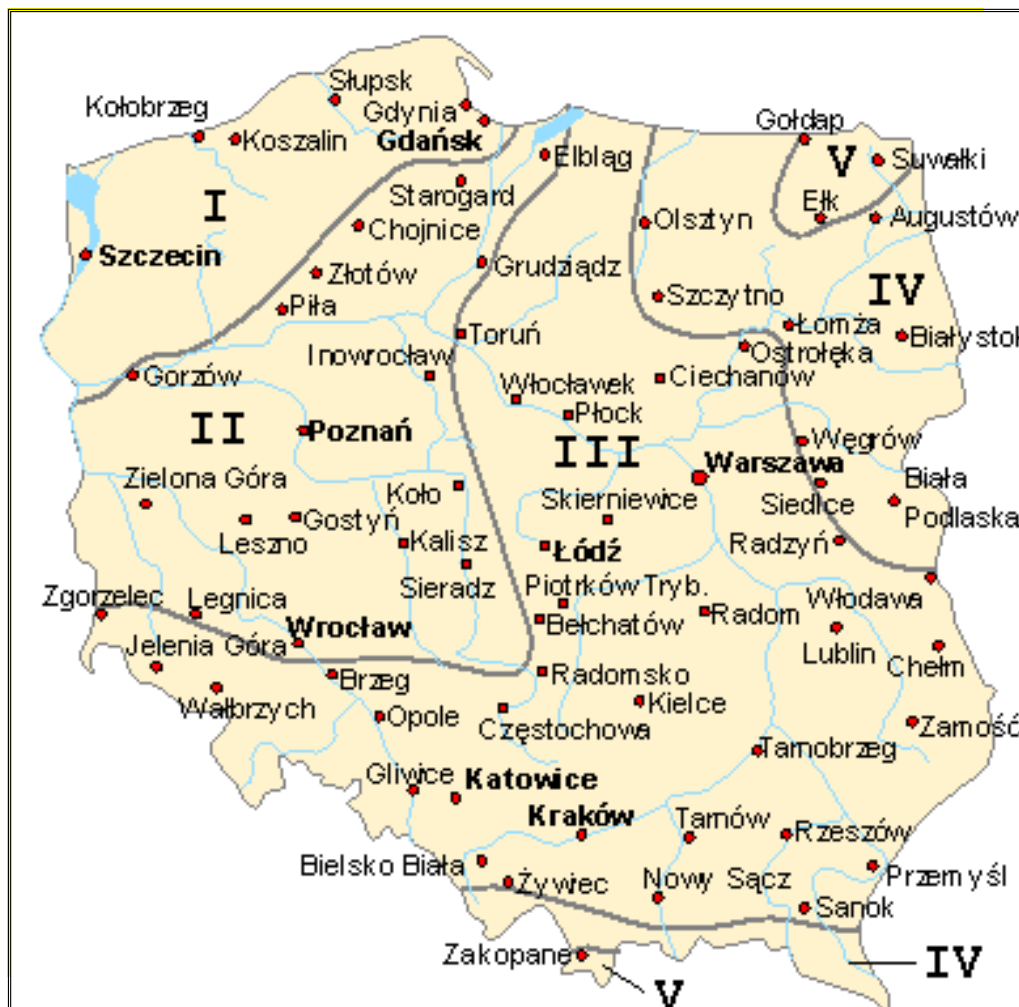 Słupsk
Kołobrzeg
Gdynia
Koszalin
Gdańsk
Gołdap
Elbląg
V
Suwałki
Starogard
I
Ełk
Chojnice
Olsztyn
Augustów
Szczecin
Złotów
Grudziądz
IV
Piła
Szczytno
Toruń
Łomża
Białystok
Inowrocław
Ostrołęka
Gorzów
Włocławek
Ciechanów
Płock
II
Poznań
III
Węgrów
Warszawa
Zielona Góra
Koło
Skierniewice
Siedlce
Biała
Podlaska
Gostyń
Leszno
Kalisz
Łódź
Radzyń
Sieradz
Piotrków Tryb.
Zgorzelec
Legnica
Włodawa
Wrocław
Bełchatów
Radom
Jelenia Góra
Lublin
Chełm
Brzeg
Radomsko
Wałbrzych
Opole
Częstochowa
Kielce
Zamość
Tarnobrzeg
Gliwice
Katowice
Kraków
Tarnów
Rzeszów
Bielsko Biała
Żywiec
Nowy Sącz
Przemyśl
Sanok
Zakopane
IV
V